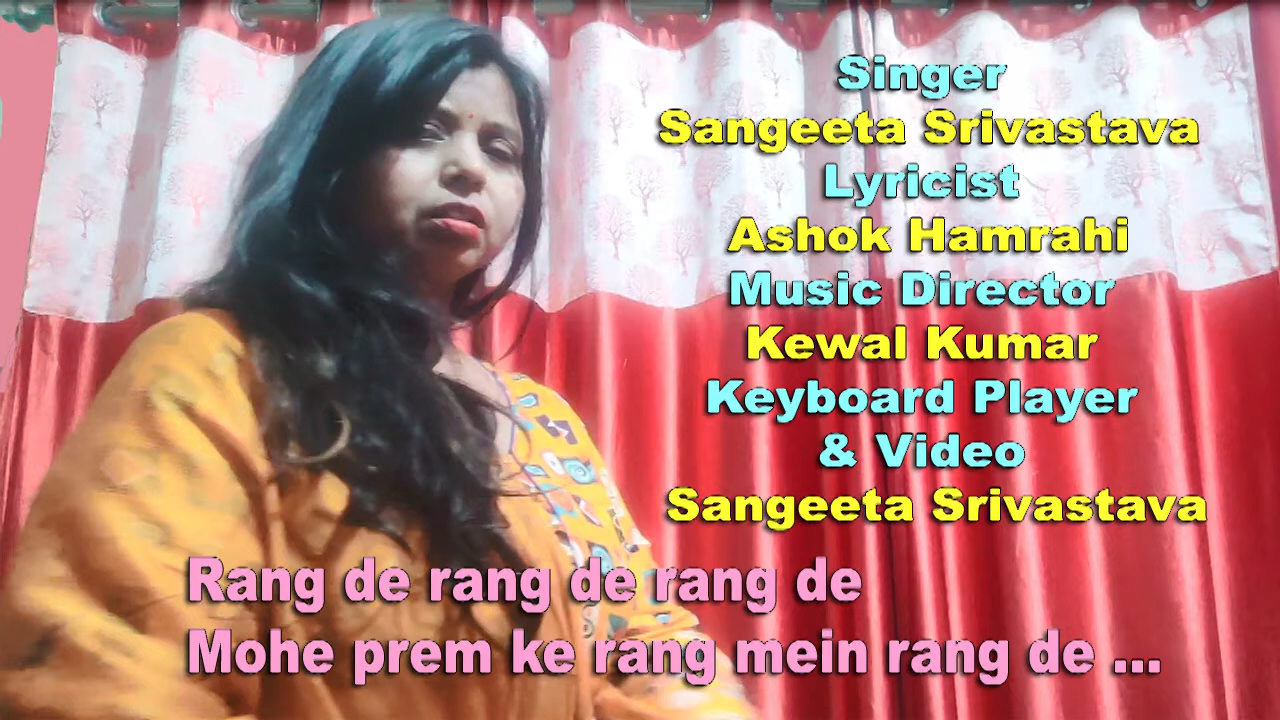 Singer
Sangeeta Srivastava
Lyricist
Ashok Hamrahi
Music Director
Kewal Kumar
Keyboard Player
& Video
Sangeeta Srivastava
Rang de rang de rang de
Mohe prem ke rang mein rang de ...